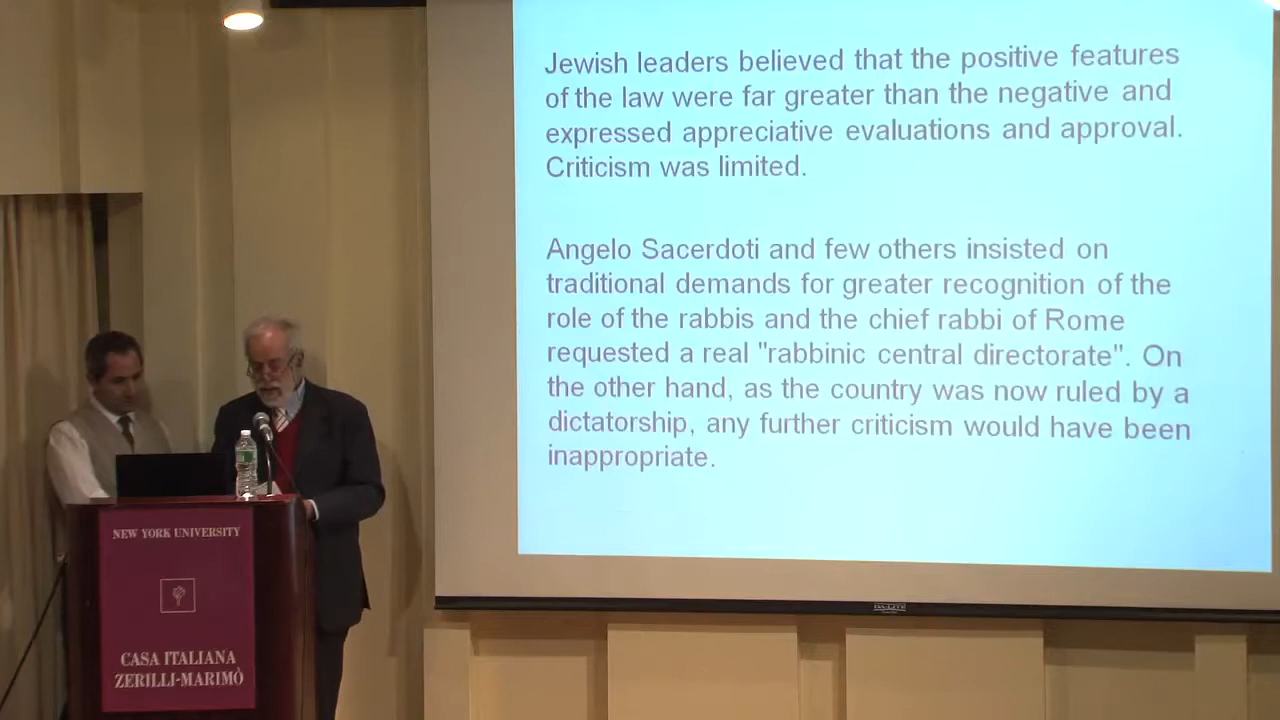 Jewish leaders believed that the positive features
of the law were far greater than the negative and
expressed appreciative evaluations and approval.
Criticism was limited.
Angelo Sacerdoti and few others insisted on
traditional demands for greater recognition of the
role of the rabbis and the chief rabbi of Rome
requested a real "rabbinic central directorate". On
the other hand, as the country was now ruled by a
dictatorship, any further criticism would have been
inappropriate.
NEW YORK UNIVERSITY
CASA ITALIANA
ZERILLI-MARIMÒ
DA-LITE